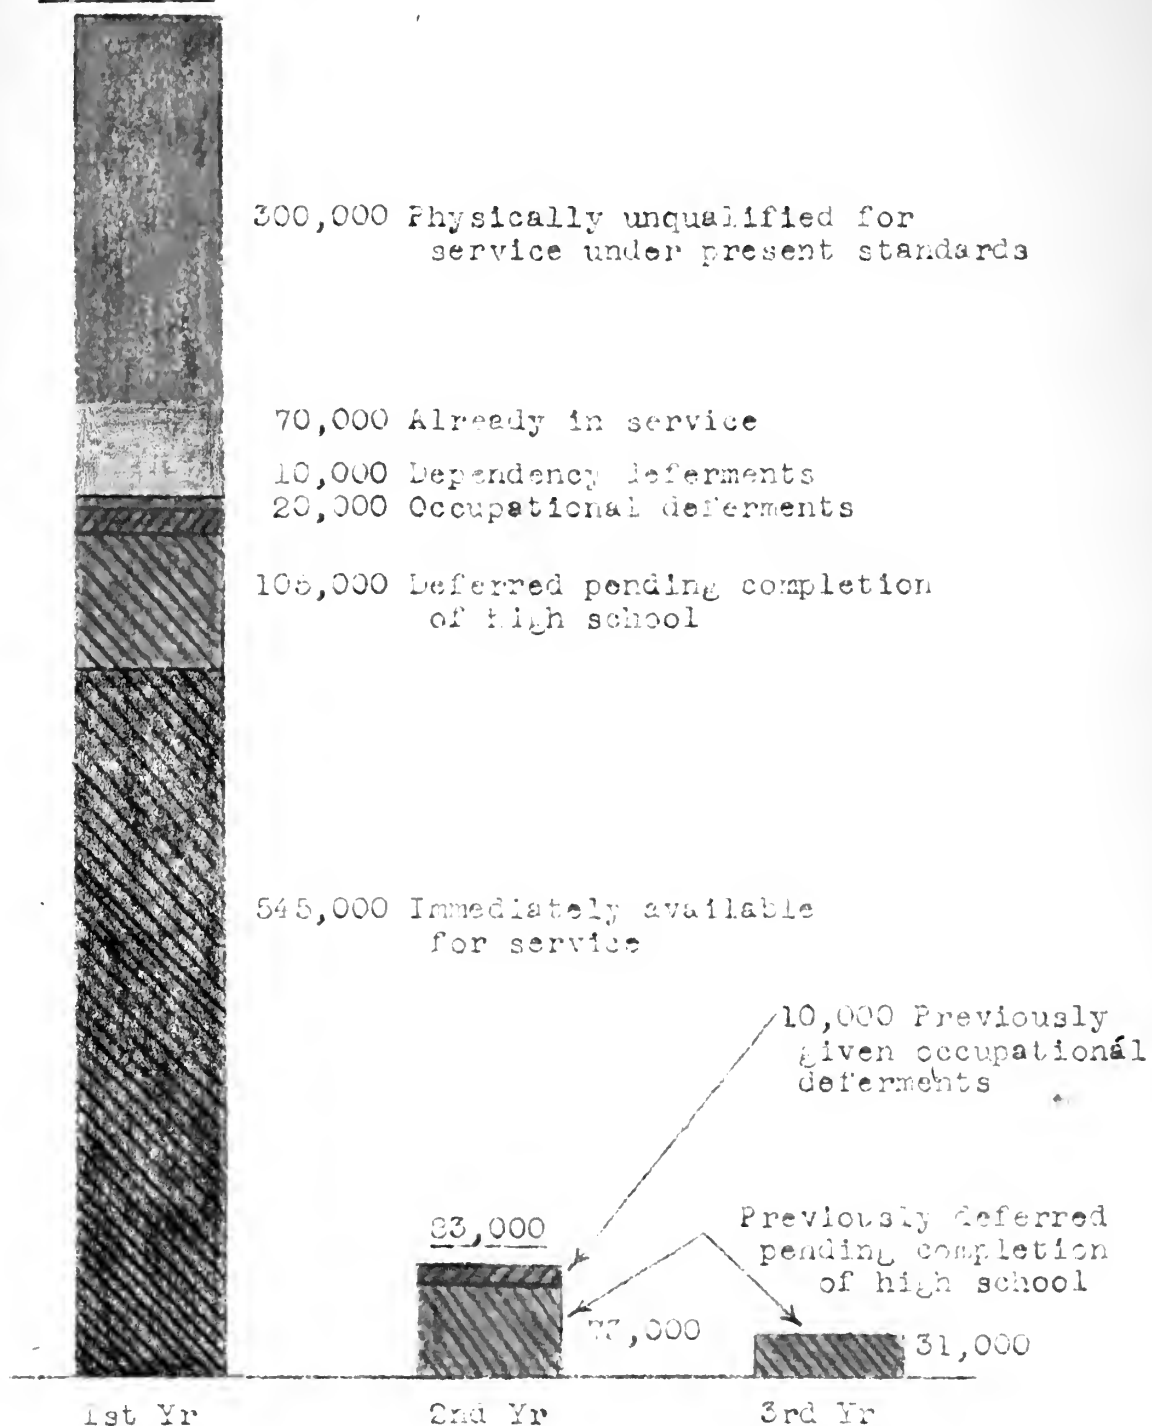 300,000 Physically unqualified for
service under present standards
70,000 Already in service
10,000 Dependency deferments
20,000 Occupational deferments
105,000 Deferred pending completion
of high school
545,000 Immediately available
for service
10,000 Previously
given occupational
deferments
83,000
Previously deferred
pending completion
of high school
73,000
31,000
1st Yr
2nd Yr
3rd Yr